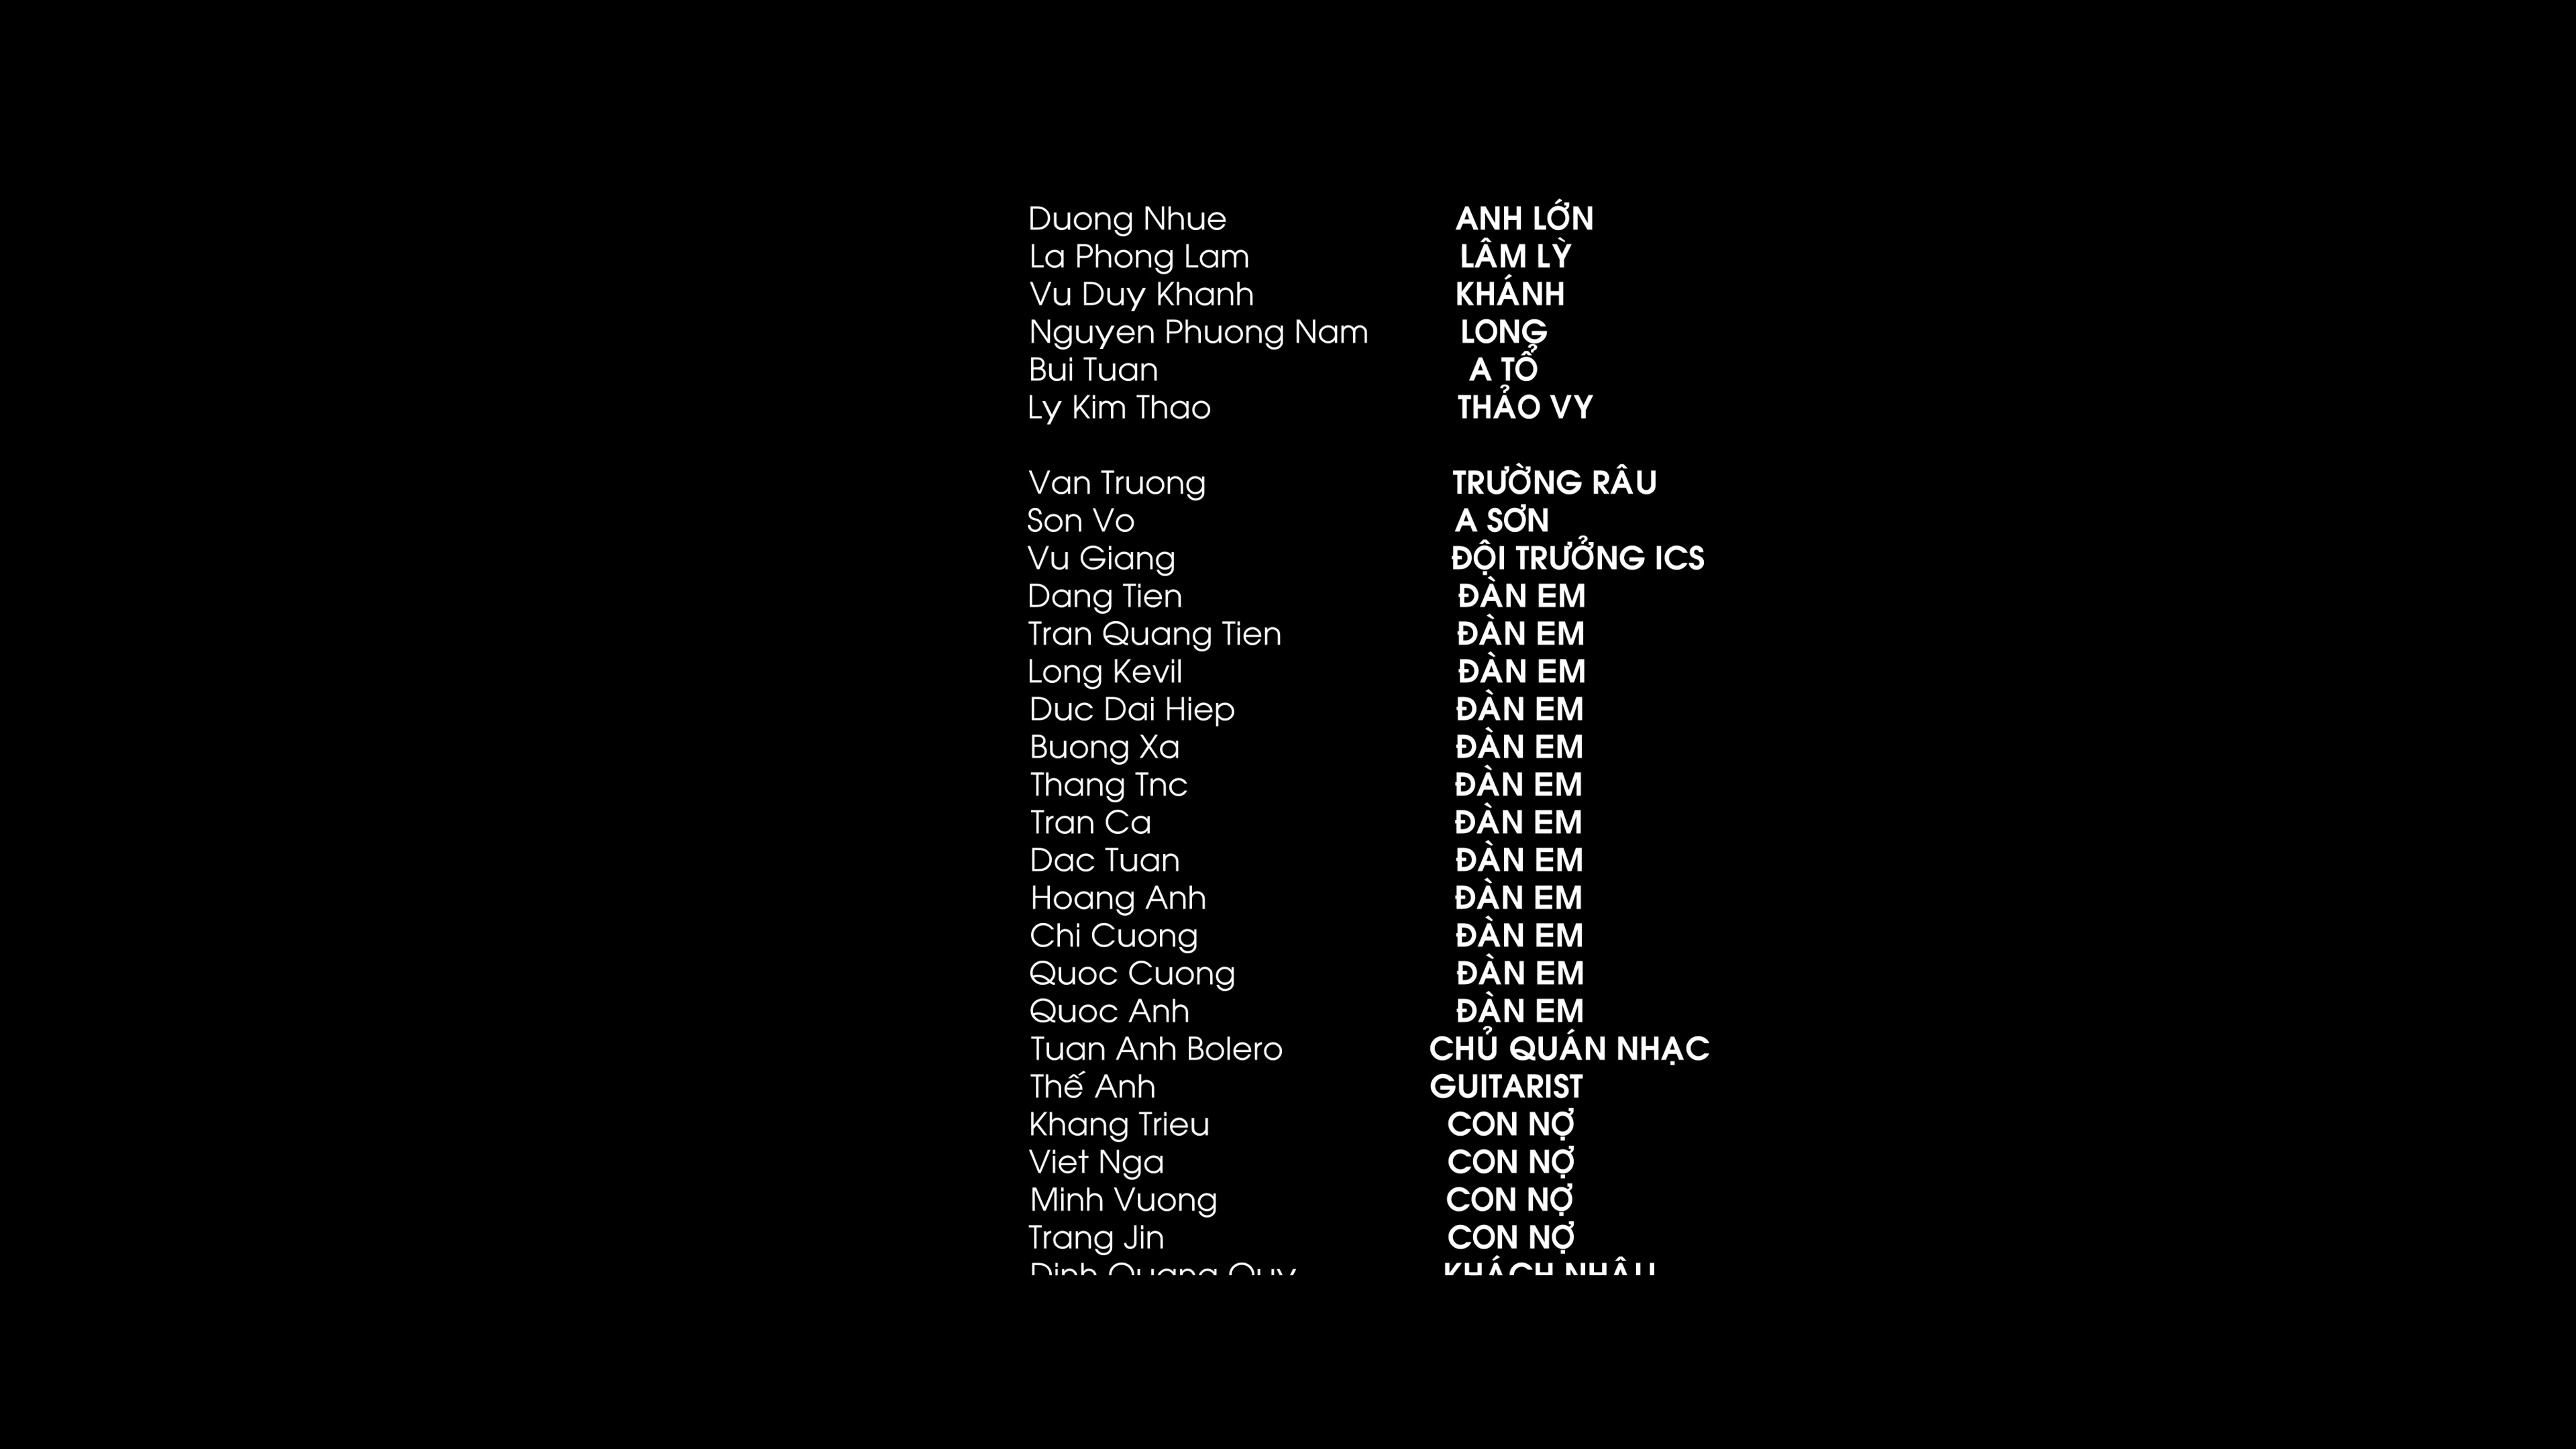 Duong Nhue ANH LỚN
La Phong Lam LÂM LỲ
Vu Duy Khanh KHÁNH
Nguyen Phuong Nam LONG
Bui Tuan A TỔ
Ly Kim Thao THẢO VY
Van Truong TRƯỜNG RÂU
Son Vo A SƠN
Vu Giang ĐỘI TRƯỞNG ICS
Dang Tien ĐÀN EM
Tran Quang Tien ĐÀN EM
Long Kevil ĐÀN EM
Duc Dai Hiep ĐÀN EM
Buong Xa ĐÀN EM
Thang Tnc ĐÀN EM
Tran Ca ĐÀN EM
Dac Tuan ĐÀN EM
Hoang Anh ĐÀN EM
Chi Cuong ĐÀN EM
Quoc Cuong ĐÀN EM
Quoc Anh ĐÀN EM
Tuan Anh Bolero CHỦ QUÁN NHẠC
Thế Anh GUITARIST
Khang Trieu CON NỢ
Viet Nga CON NỢ
Minh Vuong CON NỢ
Trang Jin CON NỢ